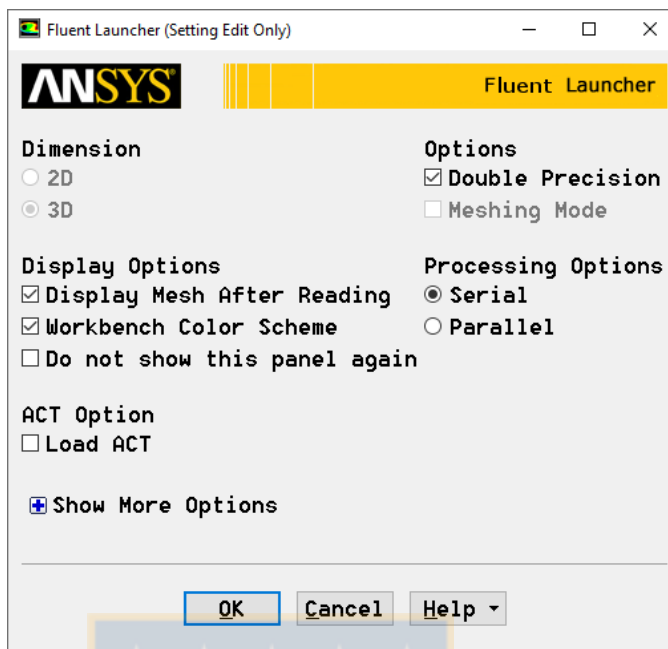 Fluent Launcher (Setting Edit Only)
ANSYS
Fluent Launcher
Dimension
2D
3D
Options
Double Precision
Meshing Mode
Display Options
Display Mesh After Reading
Workbench Color Scheme
Do not show this panel again
Processing Options
Serial
Parallel
ACT Option
Load ACT
Show More Options
OK
Cancel
Help